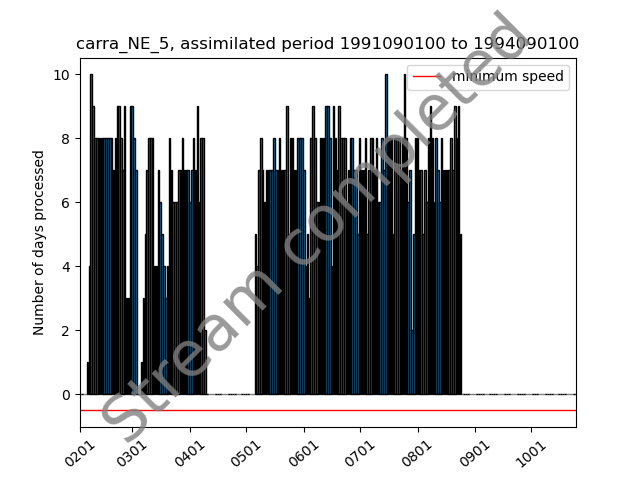 carra_NE_5, assimilated period 1991090100 to 1994090100
minimum speed
Number of days processed
10
8
6
4
2
0
0201 0301 0401 0501 0601 0701 0801 0901 1001
Stream completed